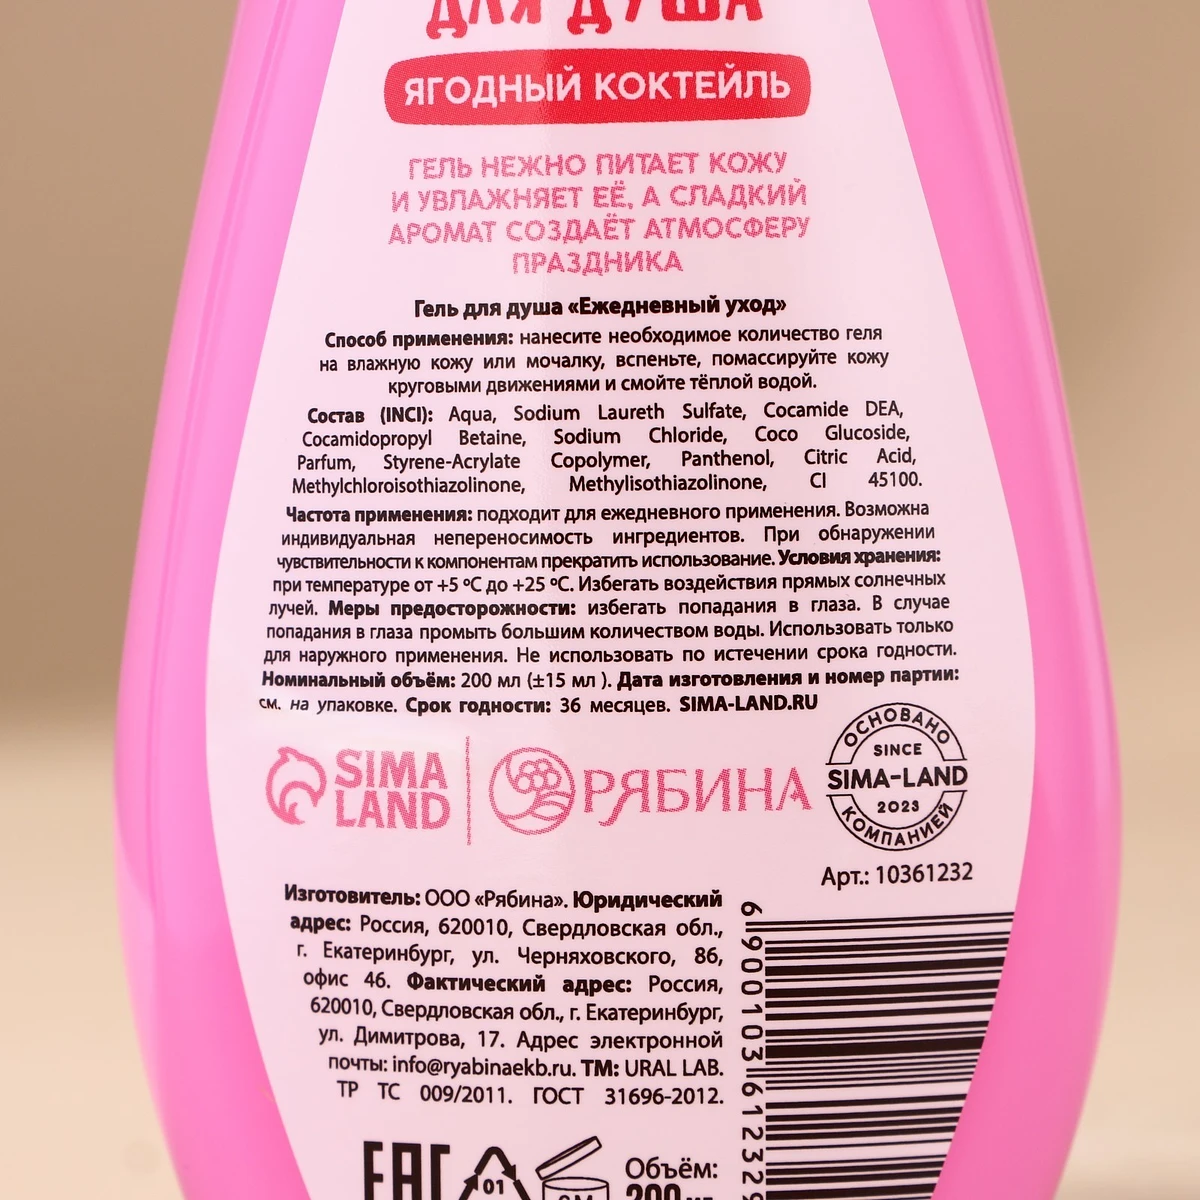 ДЛЯ ДУША
ЯГОДНЫЙ КОКТЕЙЛЬ
ГЕЛЬ НЕЖНО ПИТАЕТ КОЖУ
И УВЛАЖНЯЕТ ЕЁ, А СЛАДКИЙ
АРОМАТ СОЗДАЁТ АТМОСФЕРУ
ПРАЗДНИКА
Гель для душа «Ежедневный уход»
Способ применения: нанесите необходимое количество геля
на влажную кожу или мочалку, вспеньте, помассируйте кожу
круговыми движениями и смойте тёплой водой.
Состав (INCI): Aqua, Sodium Laureth Sulfate, Cocamide DEA,
Cocamidopropyl Betaine, Sodium Chloride, Coco Glucoside,
Parfum, Styrene-Acrylate Copolymer, Panthenol, Citric Acid,
Methylchloroisothiazolinone, Methylisothiazolinone, CI 45100.
Частота применения: подходит для ежедневного применения. Возможна
индивидуальная непереносимость ингредиентов. При обнаружении
чувствительности к компонентам прекратить использование. Условия хранения:
при температуре от +5 °С до +25 °С. Избегать воздействия прямых солнечных
лучей. Меры предосторожности: избегать попадания в глаза. В случае
попадания в глаза промыть большим количеством воды. Использовать только
для наружного применения. Не использовать по истечении срока годности.
Номинальный объём: 200 мл (±15 мл ). Дата изготовления и номер партии:
см. на упаковке. Срок годности: 36 месяцев. SIMA-LAND.RU
SIMA
LAND
РЯБИНА
ОСНОВАНО
SINCE
SIMA-LAND
2023
КОМПАНИЕЙ
Арт.: 10361232
Изготовитель: ООО «Рябина». Юридический
адрес: Россия, 620010, Свердловская обл.,
г. Екатеринбург, ул. Черняховского, 86,
офис 46. Фактический адрес: Россия,
620010, Свердловская обл., г. Екатеринбург,
ул. Димитрова, 17. Адрес электронной
почты: info@ryabinaekb.ru. ТМ: URAL LAB.
ТР ТС 009/2011. ГОСТ 31696-2012.
6 900103 612329
EAC
01
Объём:
200 мл